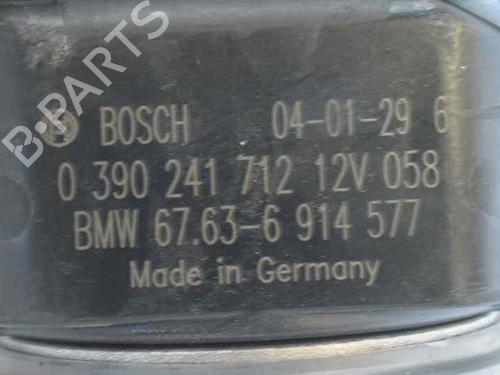 B-PARTS
BOSCH 04-01-29 6
0 390 241 712 12V 058
BMW 67.63-6 914 577
Made in Germany